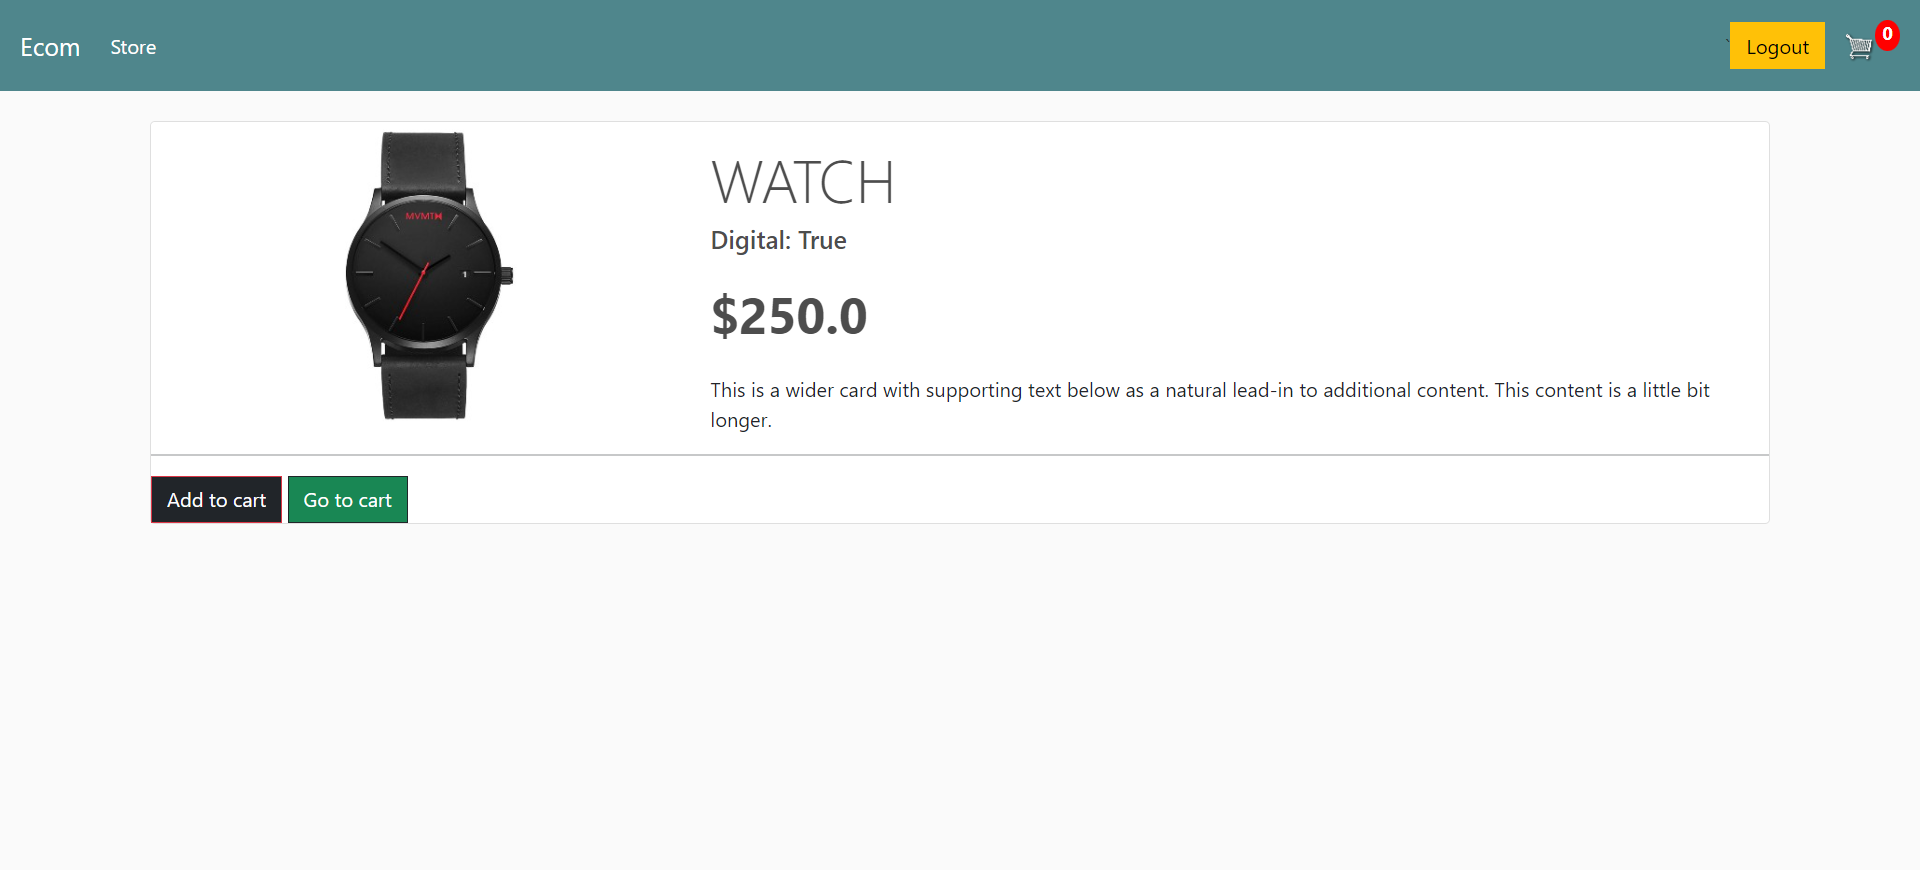 Ecom
Store
Logout
0
MVMTH
1
WATCH
Digital: True
$250.0
This is a wider card with supporting text below as a natural lead-in to additional content. This content is a little bit
longer.
Add to cart
Go to cart